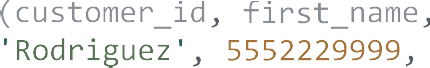 (customer_id, first_name,
'Rodriguez', 5552229999,